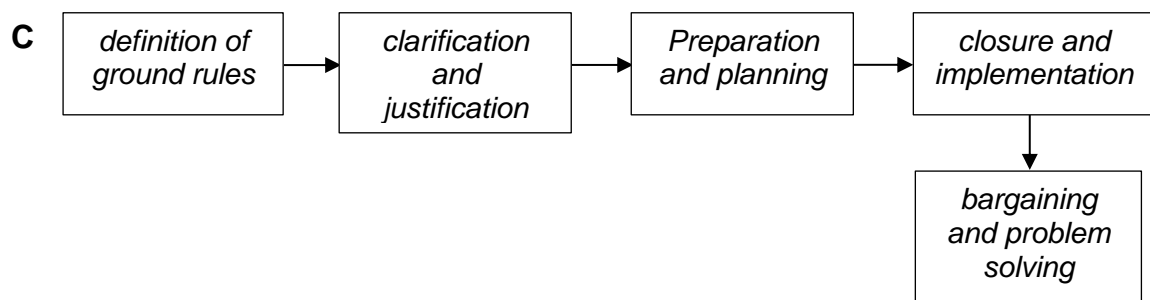 C
definition of
ground rules
clarification
and
justification
Preparation
and planning
closure and
implementation
bargaining
and problem
solving